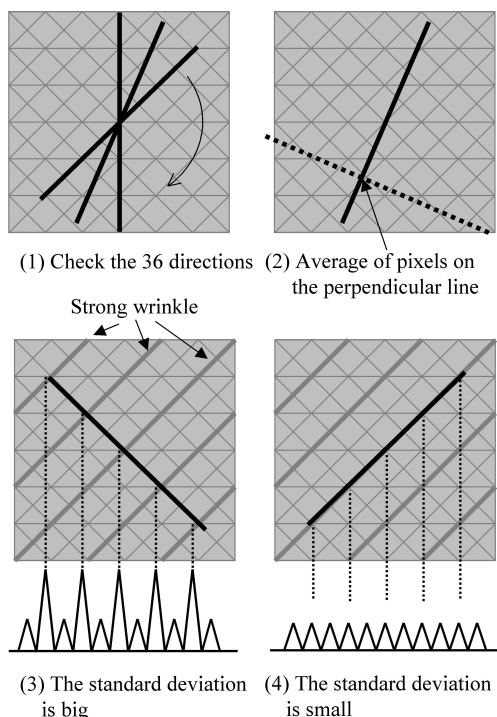 (1) Check the 36 directions
(2) Average of pixels on
the perpendicular line
Strong wrinkle
(3) The standard deviation
is big
(4) The standard deviation
is small